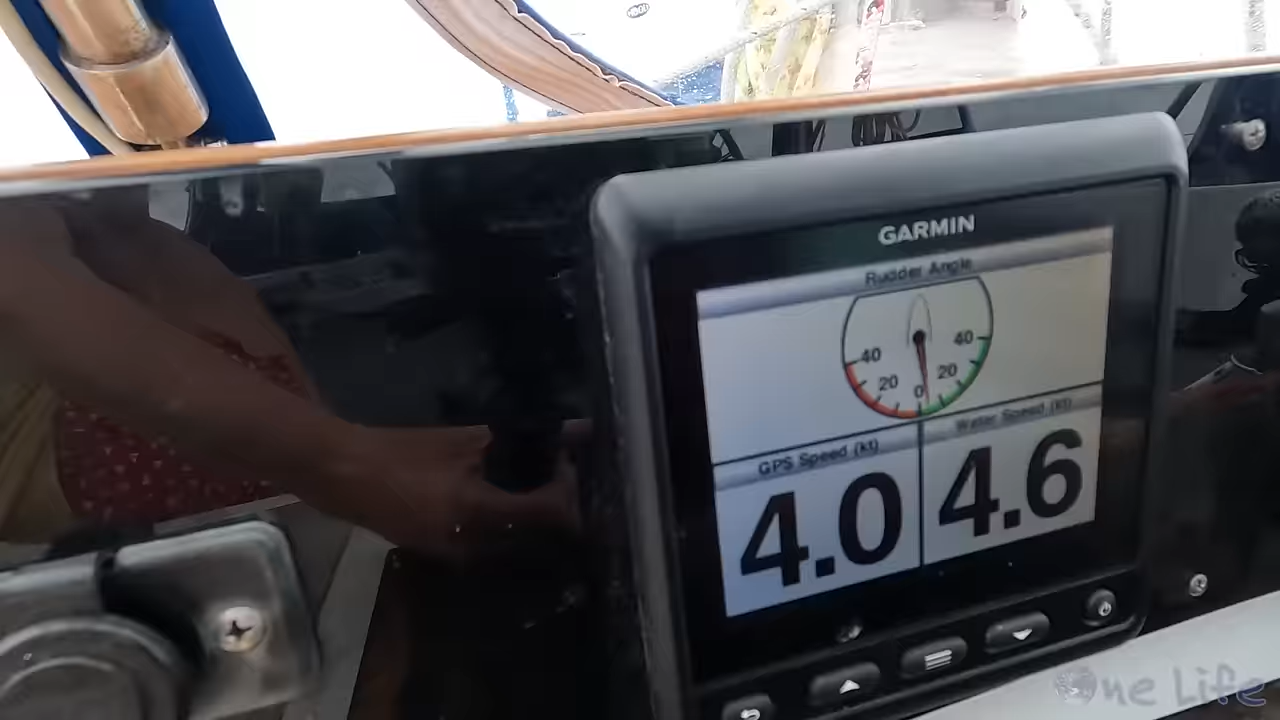 GARMIN
Rudder Angle
40 40
20 20
0
GPS Speed (kt) Water Speed (kt)
4.0 4.6
One Life